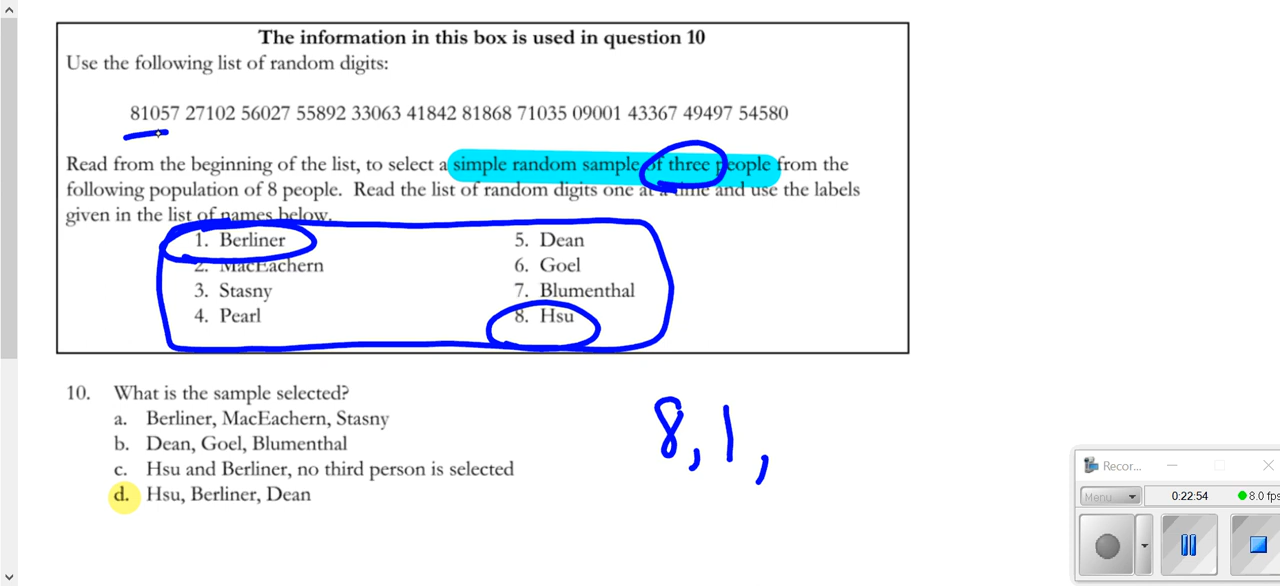 The information in this box is used in question 10
Use the following list of random digits:
81057 27102 56027 55892 33063 41842 81868 71035 09001 43367 49497 54580
Read from the beginning of the list, to select a simple random sample of three people from the
following population of 8 people. Read the list of random digits one at a time and use the labels
given in the list of names below.
1. Berliner
2. MacEachern
3. Stasny
4. Pearl
5. Dean
6. Goel
7. Blumenthal
8. Hsu
10. What is the sample selected?
a. Berliner, MacEachern, Stasny
b. Dean, Goel, Blumenthal
c. Hsu and Berliner, no third person is selected
d. Hsu, Berliner, Dean
8, 1,
Recor...
Menu
0:22:54
8.0 fps